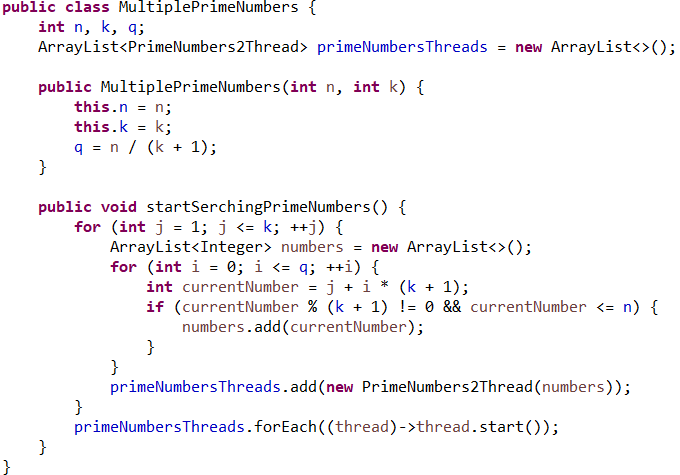 public class MultiplePrimeNumbers {
    int n, k, q;
    ArrayList<PrimeNumbers2Thread> primeNumbersThreads = new ArrayList<>();

    public MultiplePrimeNumbers(int n, int k) {
        this.n = n;
        this.k = k;
        q = n / (k + 1);
    }

    public void startSerchingPrimeNumbers() {
        for (int j = 1; j <= k; ++j) {
            ArrayList<Integer> numbers = new ArrayList<>();
            for (int i = 0; i <= q; ++i) {
                int currentNumber = j + i * (k + 1);
                if (currentNumber % (k + 1) != 0 && currentNumber <= n) {
                    numbers.add(currentNumber);
                }
            }
            primeNumbersThreads.add(new PrimeNumbers2Thread(numbers));
        }
        primeNumbersThreads.forEach((thread)->thread.start());
    }
}